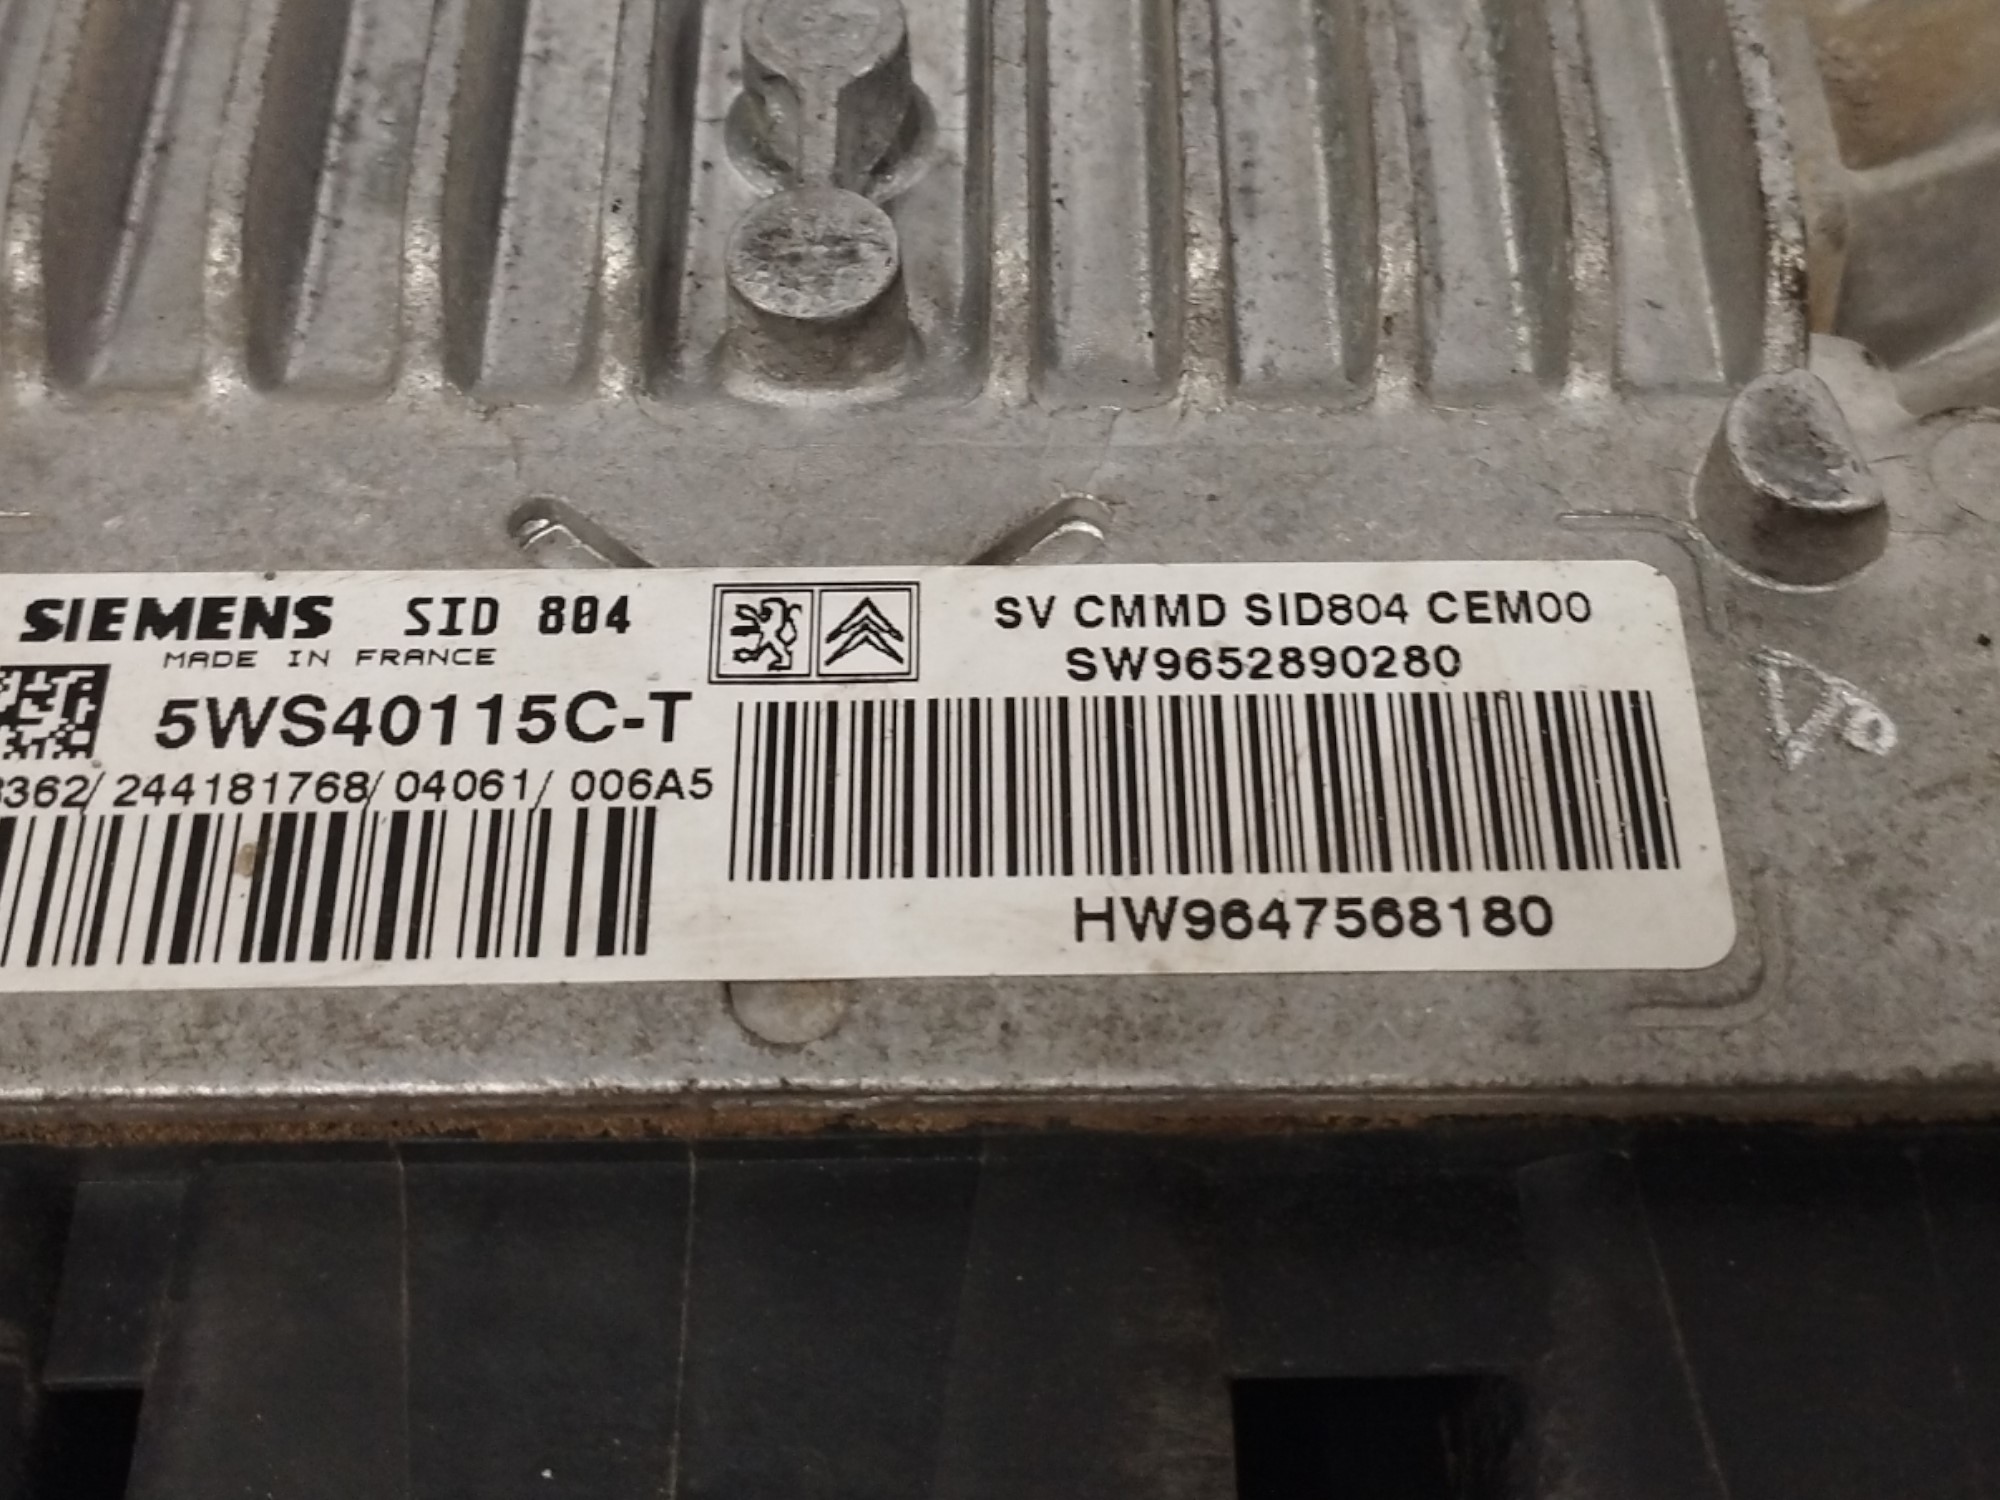 SIEMENS SID 804
MADE IN FRANCE
5WS40115C-T
362/244181768/04061/006A5
SV CMMD SID804 CEM00
SW9652890280
HW9647568180